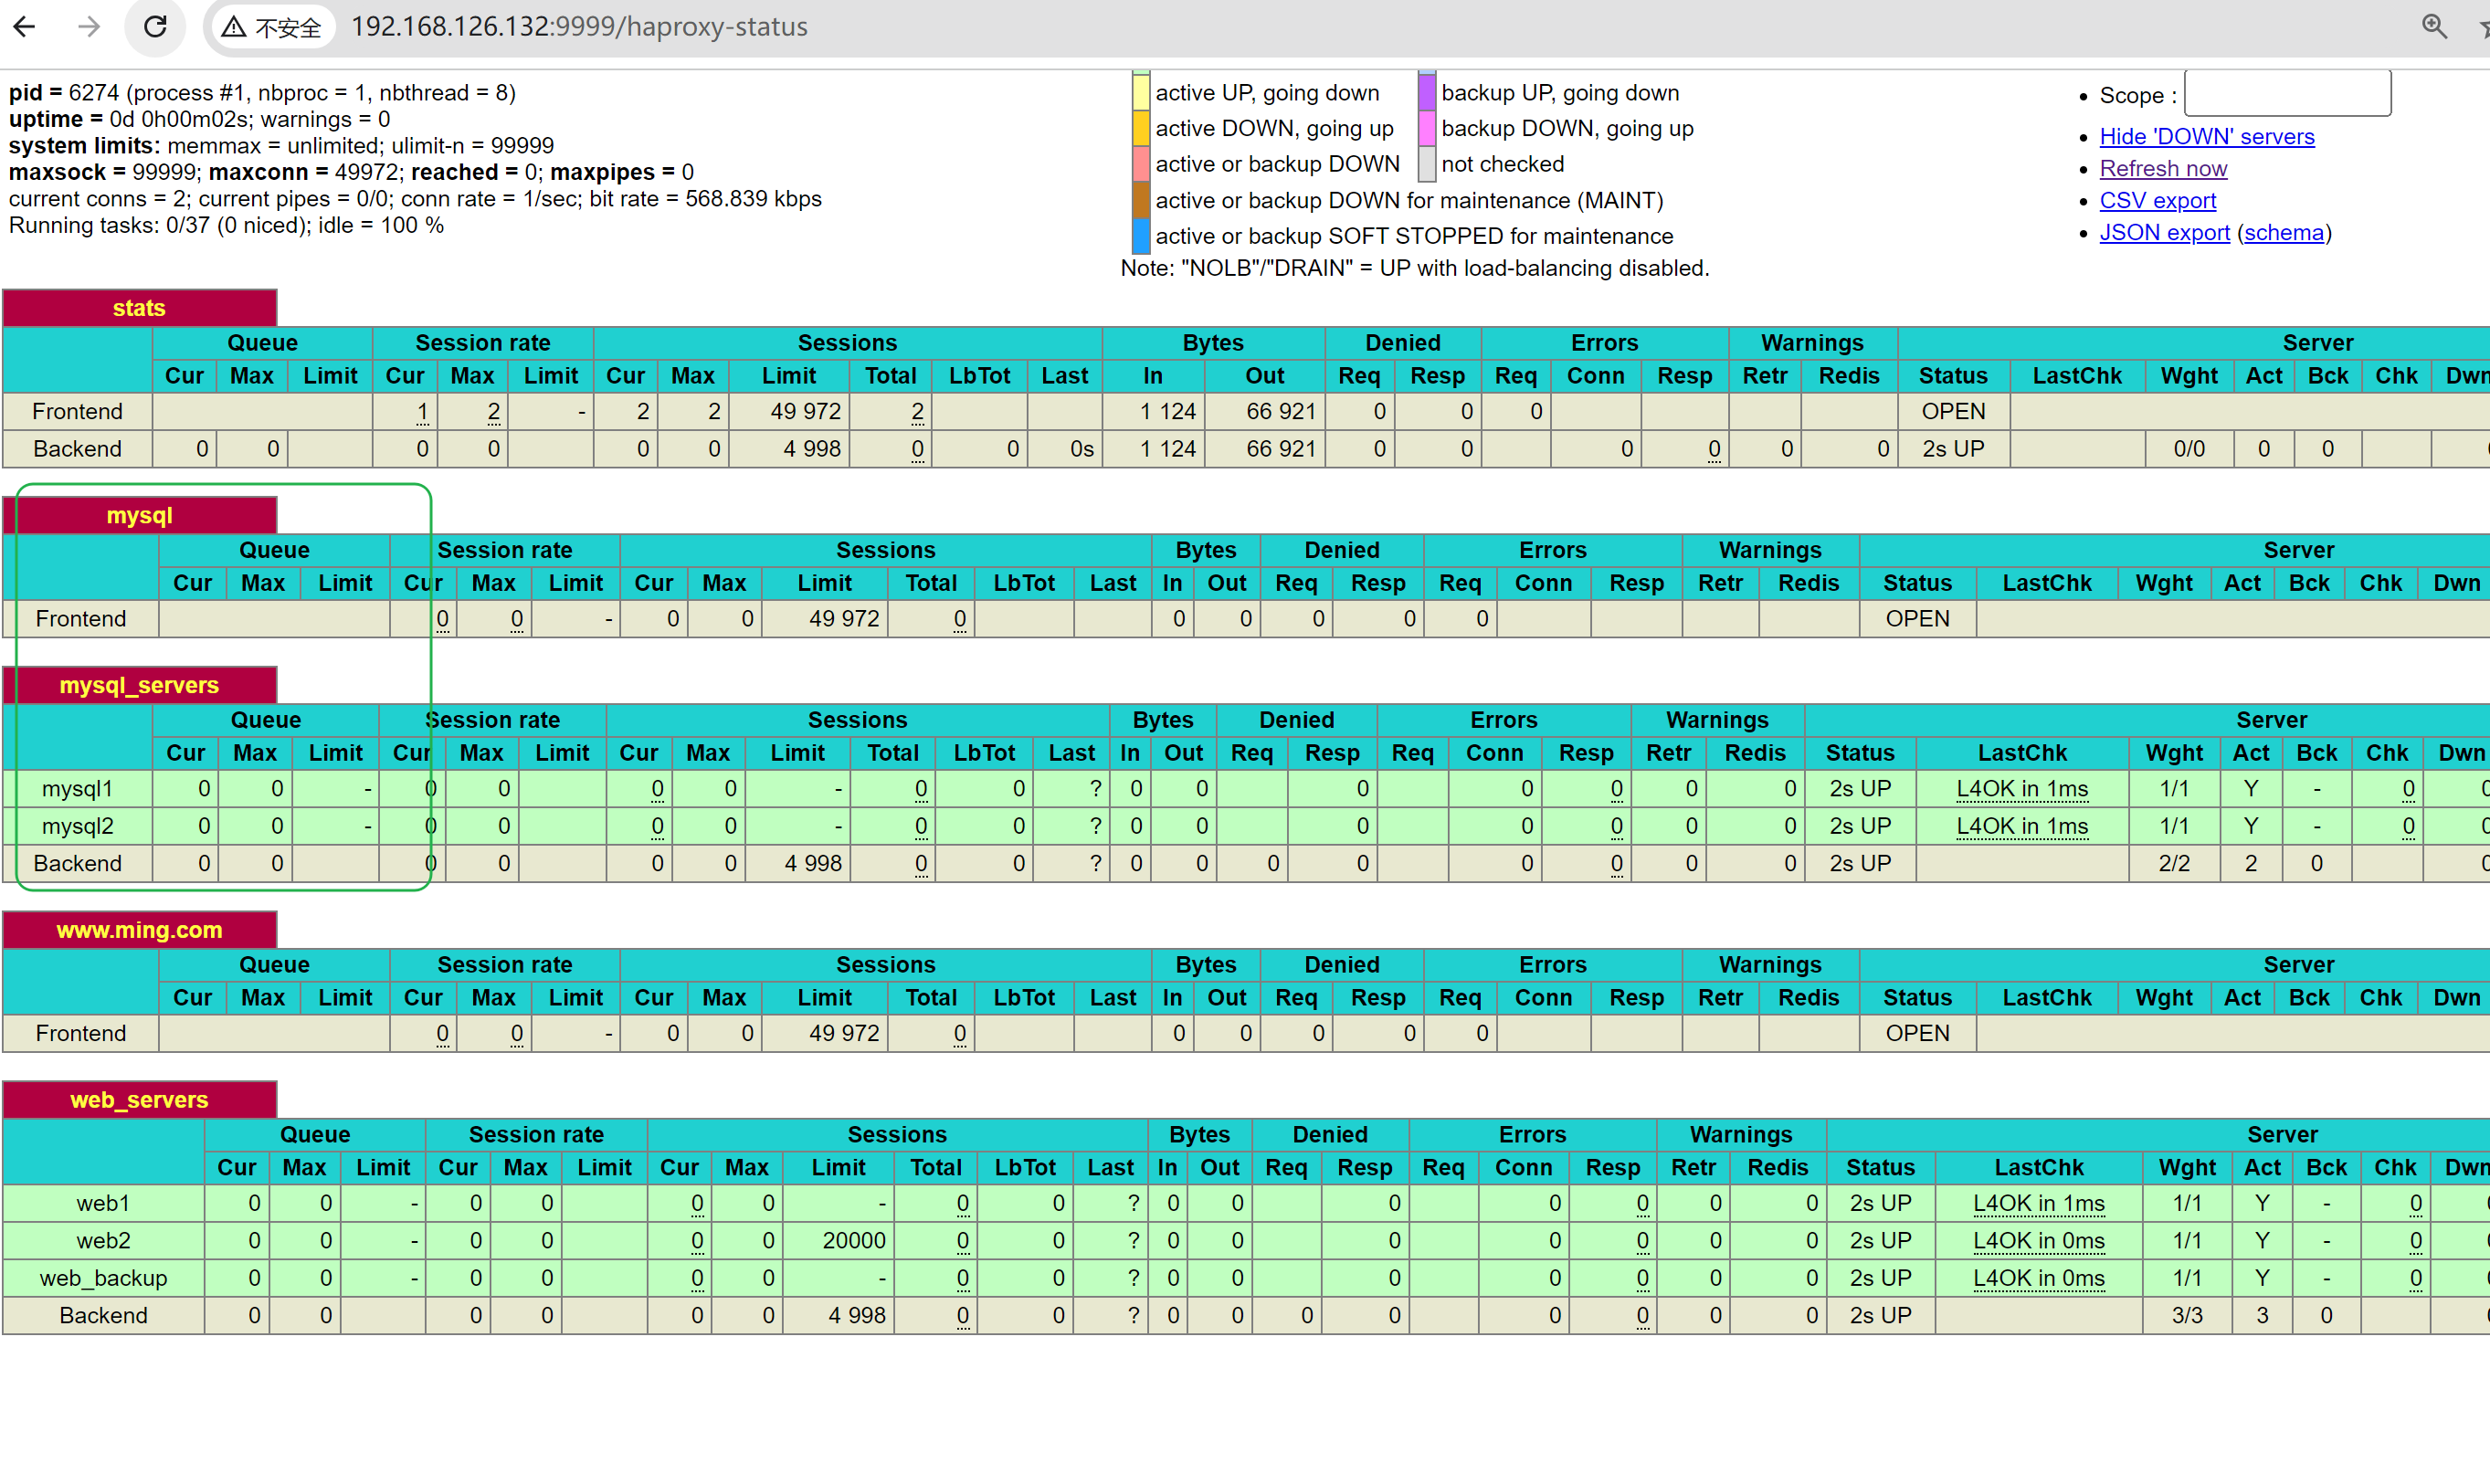 不安全 192.168.126.132:9999/haproxy-status
pid = 6274 (process #1, nbproc = 1, nbthread = 8)
uptime = 0d 0h00m02s; warnings = 0
system limits: memmax = unlimited; ulimit-n = 99999
maxsock = 99999; maxconn = 49972; reached = 0; maxpipes = 0
current conns = 2; current pipes = 0/0; conn rate = 1/sec; bit rate = 568.839 kbps
Running tasks: 0/37 (0 niced); idle = 100 %
active UP, going down backup UP, going down
active DOWN, going up backup DOWN, going up
active or backup DOWN not checked
active or backup DOWN for maintenance (MAINT)
active or backup SOFT STOPPED for maintenance
Note: "NOLB"/"DRAIN" = UP with load-balancing disabled.
• Scope :
• Hide 'DOWN' servers
• Refresh now
• CSV export
• JSON export (schema)
stats
Queue Session rate Sessions Bytes Denied Errors Warnings Server
Cur Max Limit Cur Max Limit Cur Max Limit Total LbTot Last In Out Req Resp Req Conn Resp Retr Redis Status LastChk Wght Act Bck Chk Dwn
Frontend 1 2 - 2 2 49 972 2 1 124 66 921 0 0 0 OPEN
Backend 0 0 0 0 0 0 4 998 0 0 0s 1 124 66 921 0 0 0 0 0 0 2s UP 0/0 0 0
mysql
Queue Session rate Sessions Bytes Denied Errors Warnings Server
Cur Max Limit Cur Max Limit Cur Max Limit Total LbTot Last In Out Req Resp Req Conn Resp Retr Redis Status LastChk Wght Act Bck Chk Dwn
Frontend 0 0 - 0 0 49 972 0 0 0 0 0 0 OPEN
mysql_servers
Queue Session rate Sessions Bytes Denied Errors Warnings Server
Cur Max Limit Cur Max Limit Cur Max Limit Total LbTot Last In Out Req Resp Req Conn Resp Retr Redis Status LastChk Wght Act Bck Chk Dwn
mysql1 0 0 - 0 0 0 0 - 0 0 ? 0 0 0 0 0 0 0 2s UP L4OK in 1ms 1/1 Y - 0 0
mysql2 0 0 - 0 0 0 0 - 0 0 ? 0 0 0 0 0 0 0 2s UP L4OK in 1ms 1/1 Y - 0 0
Backend 0 0 0 0 0 0 4 998 0 0 ? 0 0 0 0 0 0 0 0 2s UP 2/2 2 0 0
www.ming.com
Queue Session rate Sessions Bytes Denied Errors Warnings Server
Cur Max Limit Cur Max Limit Cur Max Limit Total LbTot Last In Out Req Resp Req Conn Resp Retr Redis Status LastChk Wght Act Bck Chk Dwn
Frontend 0 0 - 0 0 49 972 0 0 0 0 0 0 OPEN
web_servers
Queue Session rate Sessions Bytes Denied Errors Warnings Server
Cur Max Limit Cur Max Limit Cur Max Limit Total LbTot Last In Out Req Resp Req Conn Resp Retr Redis Status LastChk Wght Act Bck Chk Dwn
web1 0 0 - 0 0 0 0 - 0 0 ? 0 0 0 0 0 0 0 2s UP L4OK in 1ms 1/1 Y - 0
web2 0 0 - 0 0 0 0 20000 0 0 ? 0 0 0 0 0 0 0 2s UP L4OK in 0ms 1/1 Y - 0
web_backup 0 0 - 0 0 0 0 - 0 0 ? 0 0 0 0 0 0 0 2s UP L4OK in 0ms 1/1 Y - 0
Backend 0 0 0 0 0 0 4 998 0 0 ? 0 0 0 0 0 0 0 0 2s UP 3/3 3 0